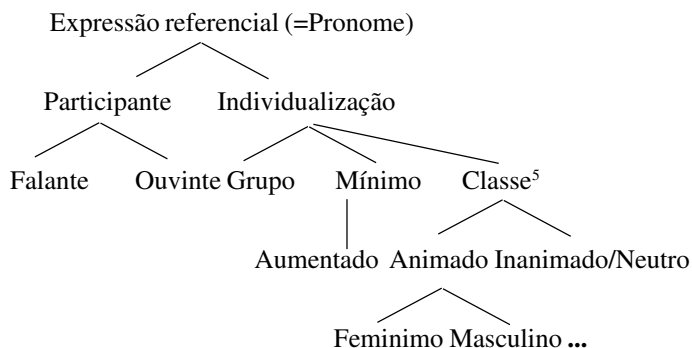 Expressão referencial (=Pronome)
Participante Individualização
Falante Ouvinte Grupo Mínimo Classe⁵
Aumentado Animado Inanimado/Neutro
Feminimo Masculino ...